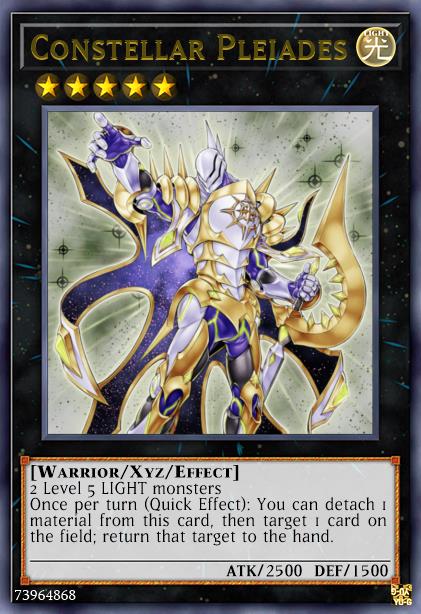 CONSTELLAR PLEIADES
LIGHT
光
[WARRIOR/XYZ/EFFECT]
2 Level 5 LIGHT monsters
Once per turn (Quick Effect): You can detach 1
material from this card, then target 1 card on
the field; return that target to the hand.
ATK/2500 DEF/1500
73964868